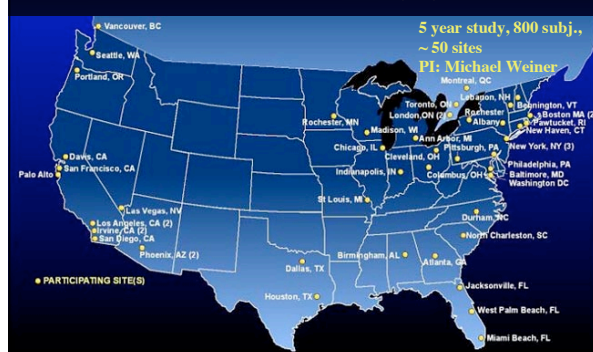 5 year study, 800 subj.,
~ 50 sites
PI: Michael Weiner
Vancouver, BC
Seattle, WA
Portland, OR
Montreal, QC
Lebanon, NH
Toronto, ON
Bennington, VT
London,ON (2)
Rochester
Boston MA (2
Albany
Pawtucket, RI
New Haven, CT
Rochester, MN
Madison, WI
Ann Arbor, MI
Pittsburgh, PA
New York, NY (3)
Chicago, IL
Cleveland, OH
Davis, CA
San Francisco, CA
Palo Alto
Indianapolis, IN
Columbus, OH
Philadelphia, PA
Baltimore, MD
Washington DC
St Louis, MI
Las Vegas, NV
Los Angeles, CA (2)
Irvine, CA (2)
San Diego, CA
Durham, NC
North Charleston, SC
Phoenix, AZ (2)
Birmingham, AL
Atlanta, GA
Dallas, TX
PARTICIPATING SITE(S)
Jacksonville, FL
Houston, TX
West Palm Beach, FL
Miami Beach, FL